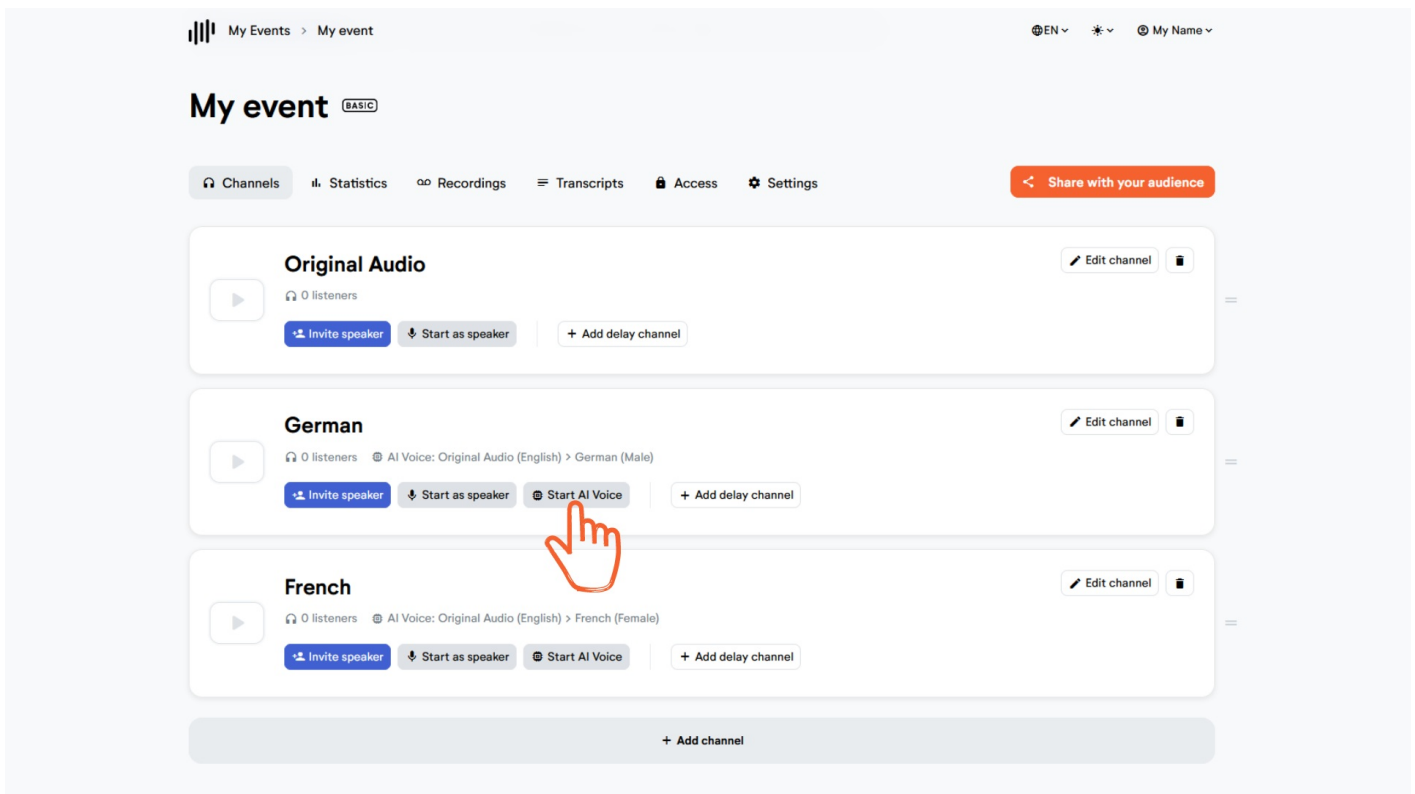 My Events > My event
EN
My Name
My event BASIC
Channels Statistics Recordings Transcripts Access Settings Share with your audience
Original Audio
Edit channel
0 listeners
Invite speaker Start as speaker + Add delay channel
German
Edit channel
0 listeners AI Voice: Original Audio (English) > German (Male)
Invite speaker Start as speaker Start AI Voice + Add delay channel
French
Edit channel
0 listeners AI Voice: Original Audio (English) > French (Female)
Invite speaker Start as speaker Start AI Voice + Add delay channel
+ Add channel